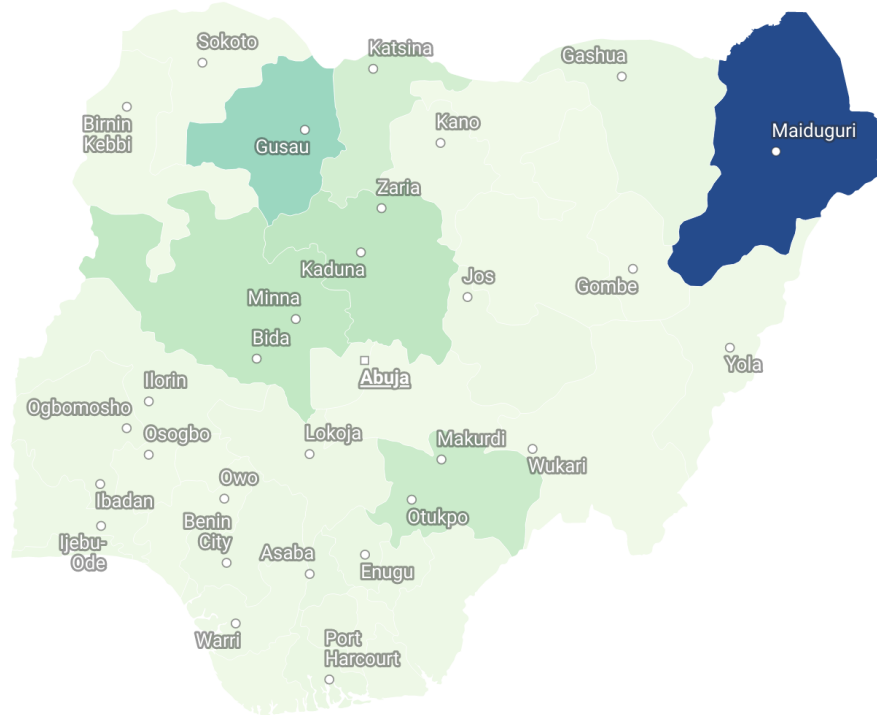 Sokoto
Katsina
Gashua
Birnin
Kebbi
Kano
Maiduguri
Gusau
Zaria
Kaduna
Jos
Gombe
Minna
Bida
Abuja
Yola
Ilorin
Ogbomosho
Osogbo
Lokoja
Makurdi
Wukari
Owo
Ibadan
Otukpo
Benin
City
Ijebu-
Ode
Asaba
Enugu
Warri
Port
Harcourt